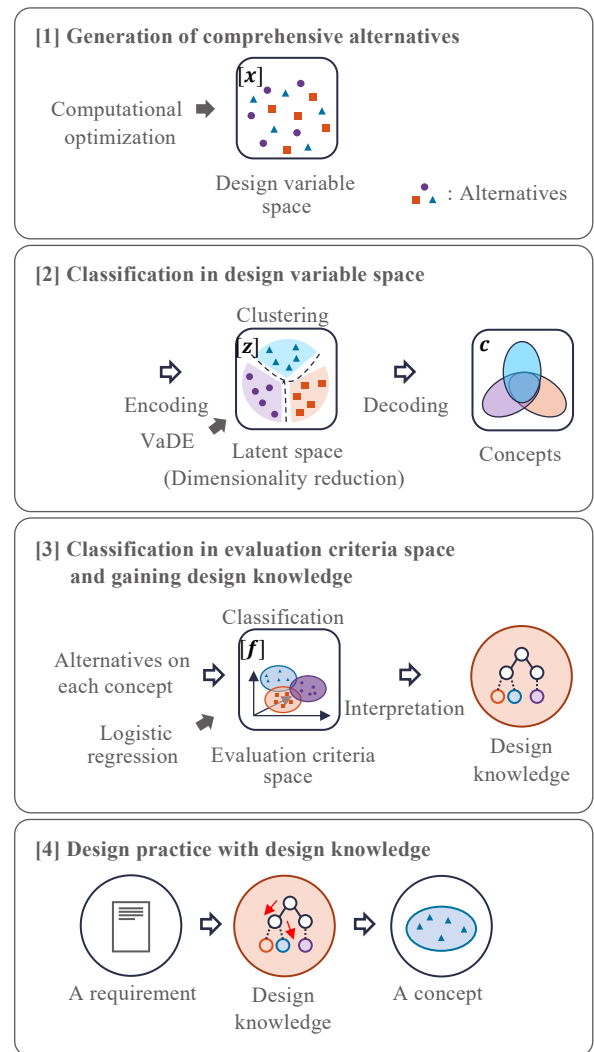 [1] Generation of comprehensive alternatives
[x]
Computational
optimization
Design variable
space
: Alternatives
[2] Classification in design variable space
Clustering
[z]
c
Encoding
Decoding
VaDE
Latent space
(Dimensionality reduction)
Concepts
[3] Classification in evaluation criteria space
and gaining design knowledge
Classification
[f]
Alternatives on
each concept
Interpretation
Logistic
regression
Evaluation criteria
space
Design
knowledge
[4] Design practice with design knowledge
A requirement
Design
knowledge
A concept